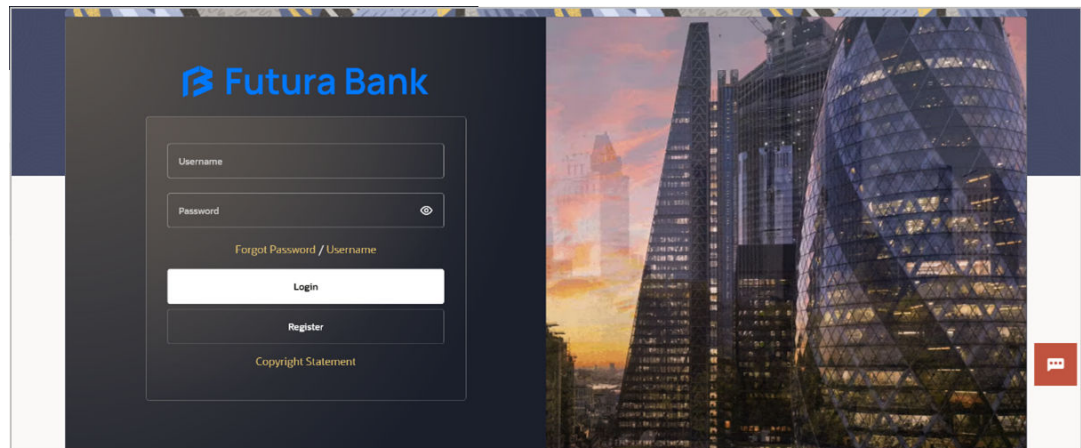 Futura Bank
Username
Password
Forgot Password / Username
Login
Register
Copyright Statement